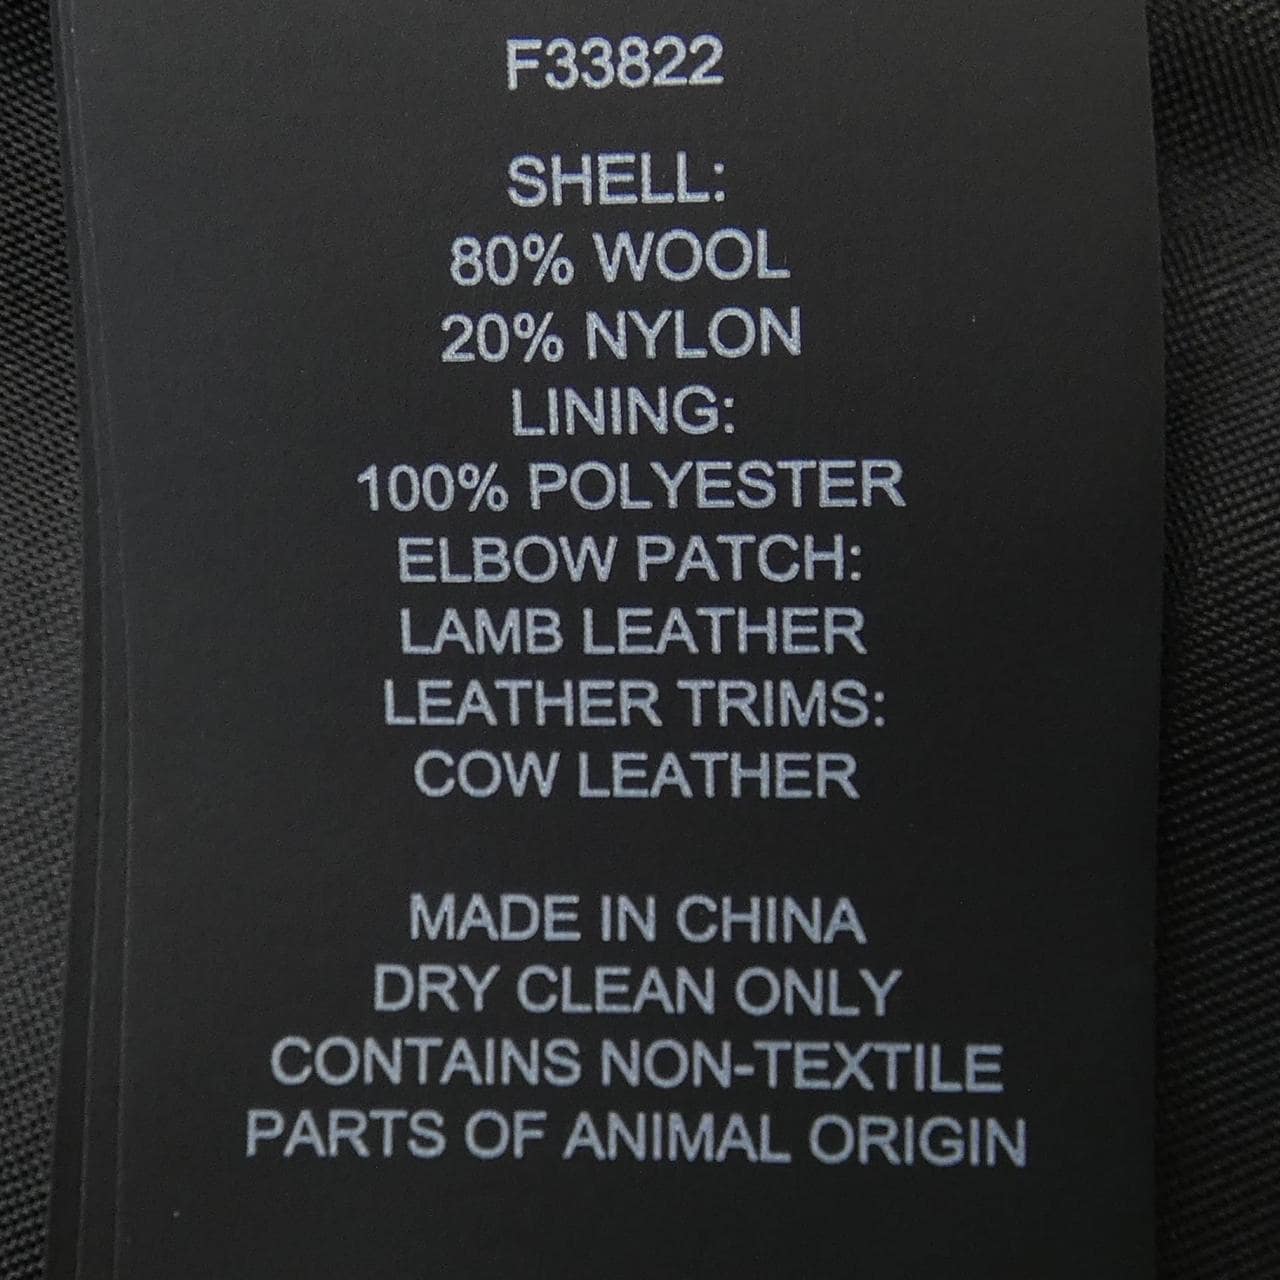 F33822
SHELL:
80% WOOL
20% NYLON
LINING:
100% POLYESTER
ELBOW PATCH:
LAMB LEATHER
LEATHER TRIMS:
COW LEATHER
MADE IN CHINA
DRY CLEAN ONLY
CONTAINS NON-TEXTILE
PARTS OF ANIMAL ORIGIN